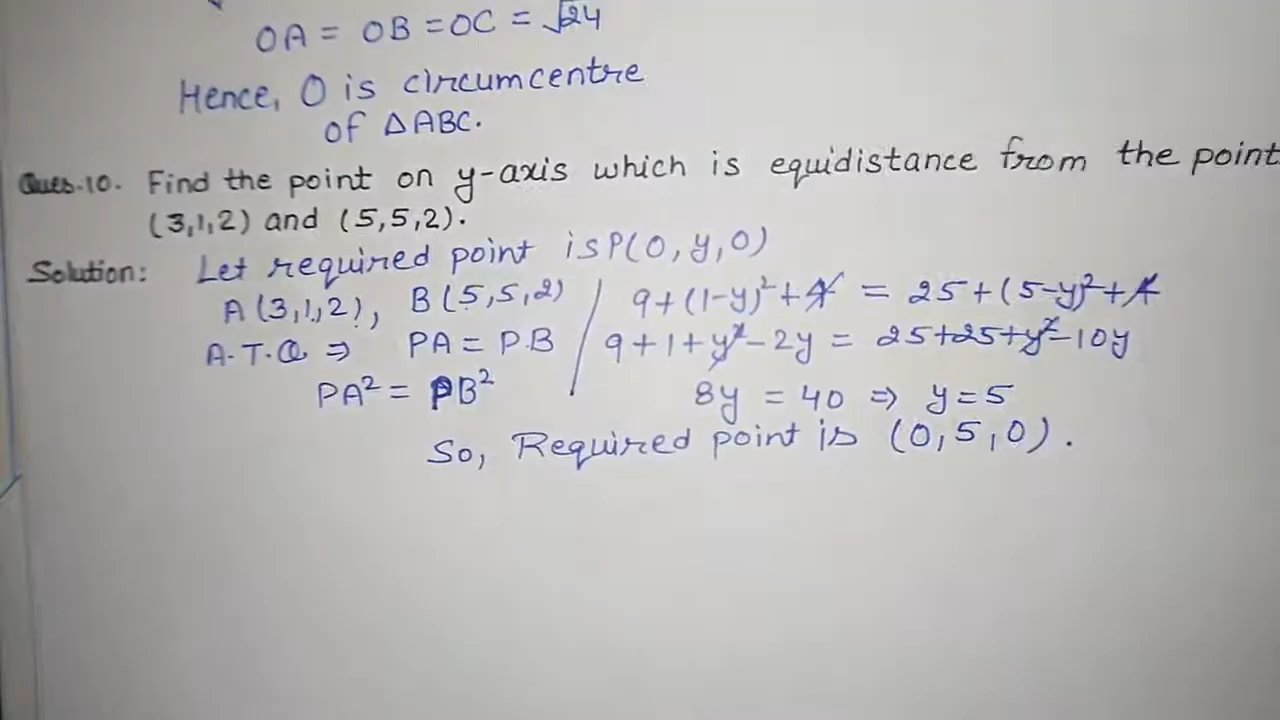 OA = OB = OC = √24
Hence, O is circumcentre
of △ABC.
Ques.10. Find the point on y-axis which is equidistance from the point
(3,1,2) and (5,5,2).
Solution: Let required point is P(0, y, 0)
A (3,1,2), B (5,5,2) / 9 + (1-y)² + 4 = 25 + (5-y)² + 4
A.T.Q ⇒ PA = PB / 9 + 1 + y² - 2y = 25 + 25 + y² - 10y
PA² = PB² 8y = 40 ⇒ y = 5
So, Required point is (0, 5, 0).